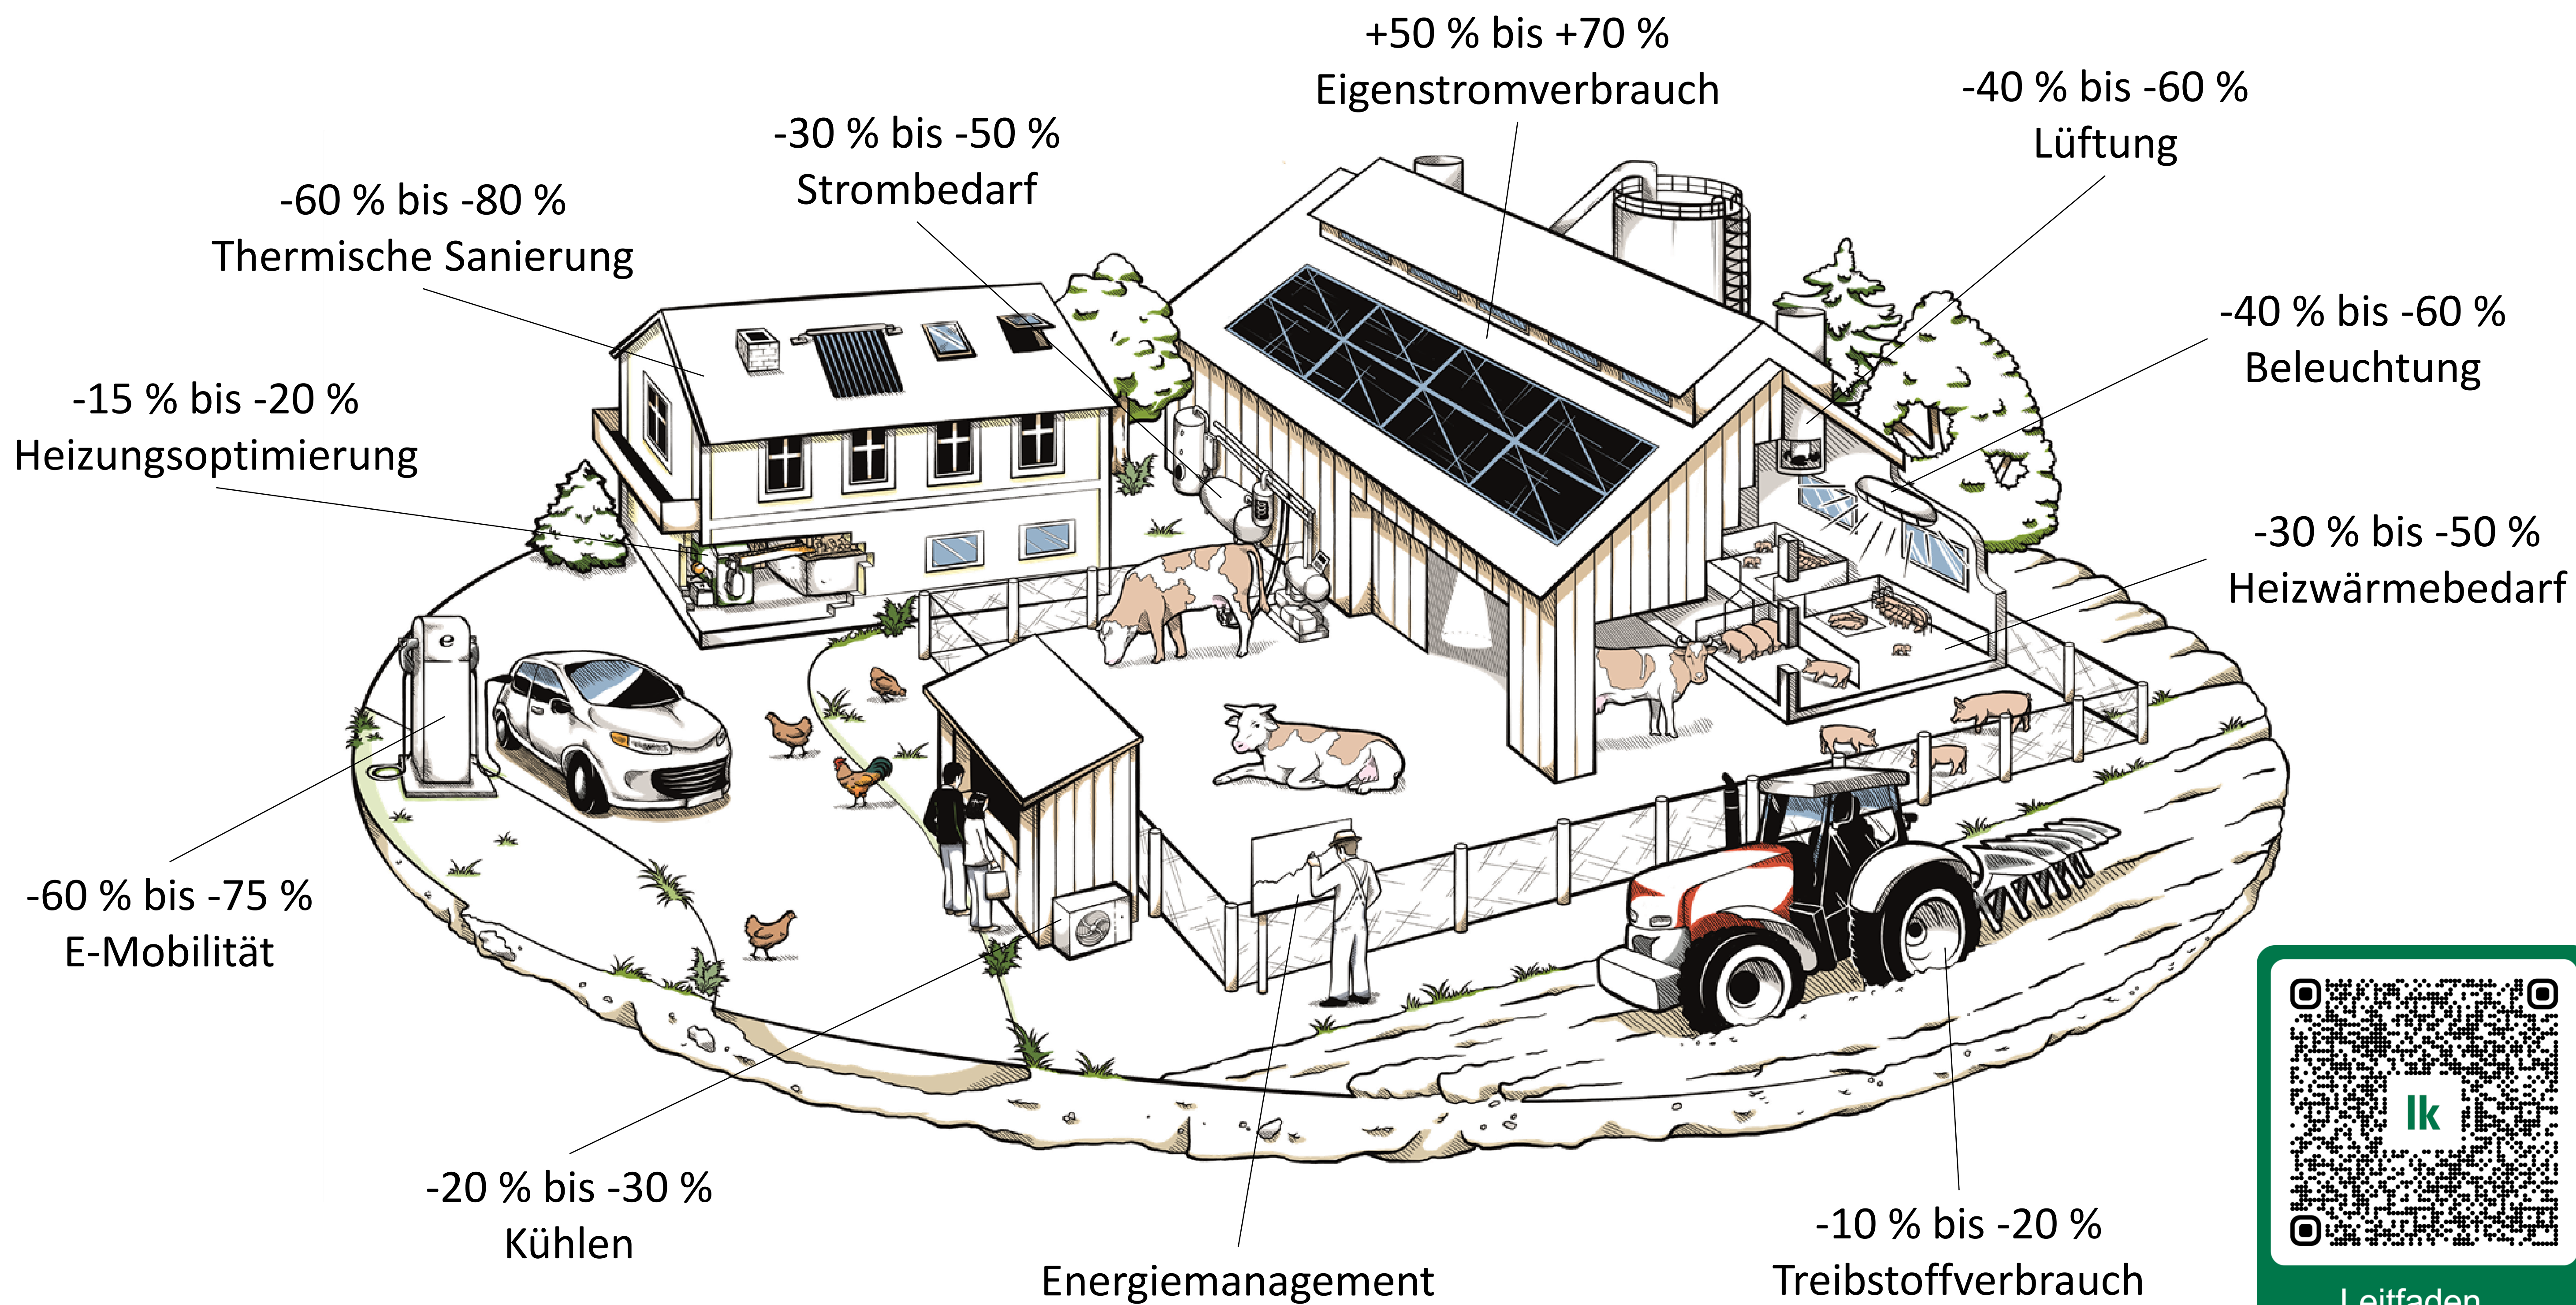 +50 % bis +70 %
Eigenstromverbrauch
-40 % bis -60 %
Lüftung
-30 % bis -50 %
Strombedarf
-60 % bis -80 %
Thermische Sanierung
-40 % bis -60 %
Beleuchtung
-15 % bis -20 %
Heizungsoptimierung
-30 % bis -50 %
Heizwärmebedarf
e
-60 % bis -75 %
E-Mobilität
lk
-20 % bis -30 %
Kühlen
-10 % bis -20 %
Treibstoffverbrauch
Energiemanagement
Leitfaden